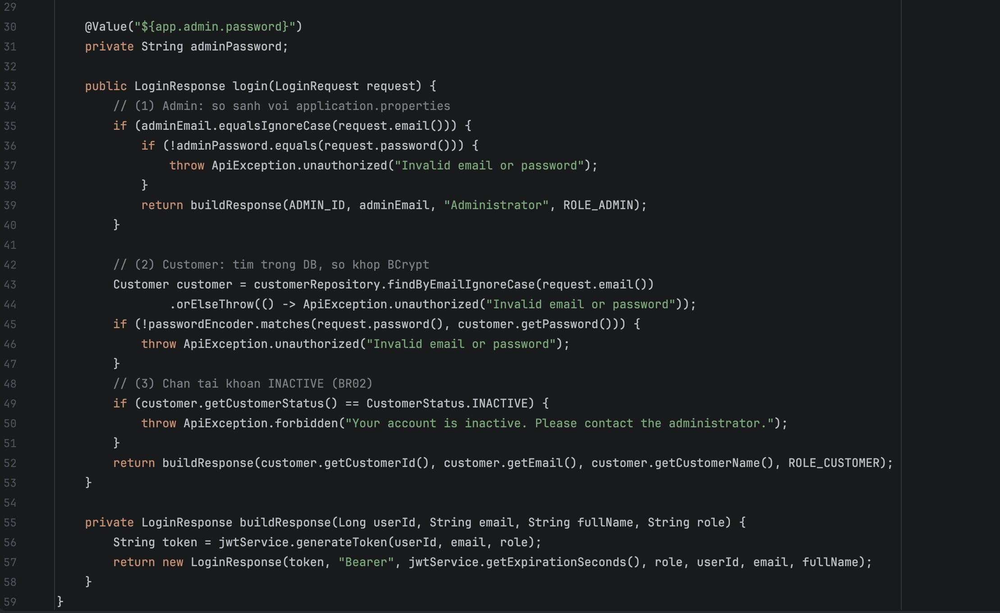 29
30 @Value("${app.admin.password}")
31 private String adminPassword;
32
33 public LoginResponse login(LoginRequest request) {
34 // (1) Admin: so sanh voi application.properties
35 if (adminEmail.equalsIgnoreCase(request.email())) {
36 if (!adminPassword.equals(request.password())) {
37 throw ApiException.unauthorized("Invalid email or password");
38 }
39 return buildResponse(ADMIN_ID, adminEmail, "Administrator", ROLE_ADMIN);
40 }
41
42 // (2) Customer: tim trong DB, so khop BCrypt
43 Customer customer = customerRepository.findByEmailIgnoreCase(request.email())
44 .orElseThrow(() -> ApiException.unauthorized("Invalid email or password"));
45 if (!passwordEncoder.matches(request.password(), customer.getPassword())) {
46 throw ApiException.unauthorized("Invalid email or password");
47 }
48 // (3) Chan tai khoan INACTIVE (BR02)
49 if (customer.getCustomerStatus() == CustomerStatus.INACTIVE) {
50 throw ApiException.forbidden("Your account is inactive. Please contact the administrator.");
51 }
52 return buildResponse(customer.getCustomerId(), customer.getEmail(), customer.getCustomerName(), ROLE_CUSTOMER);
53 }
54
55 private LoginResponse buildResponse(Long userId, String email, String fullName, String role) {
56 String token = jwtService.generateToken(userId, email, role);
57 return new LoginResponse(token, "Bearer", jwtService.getExpirationSeconds(), role, userId, email, fullName);
58 }
59 }